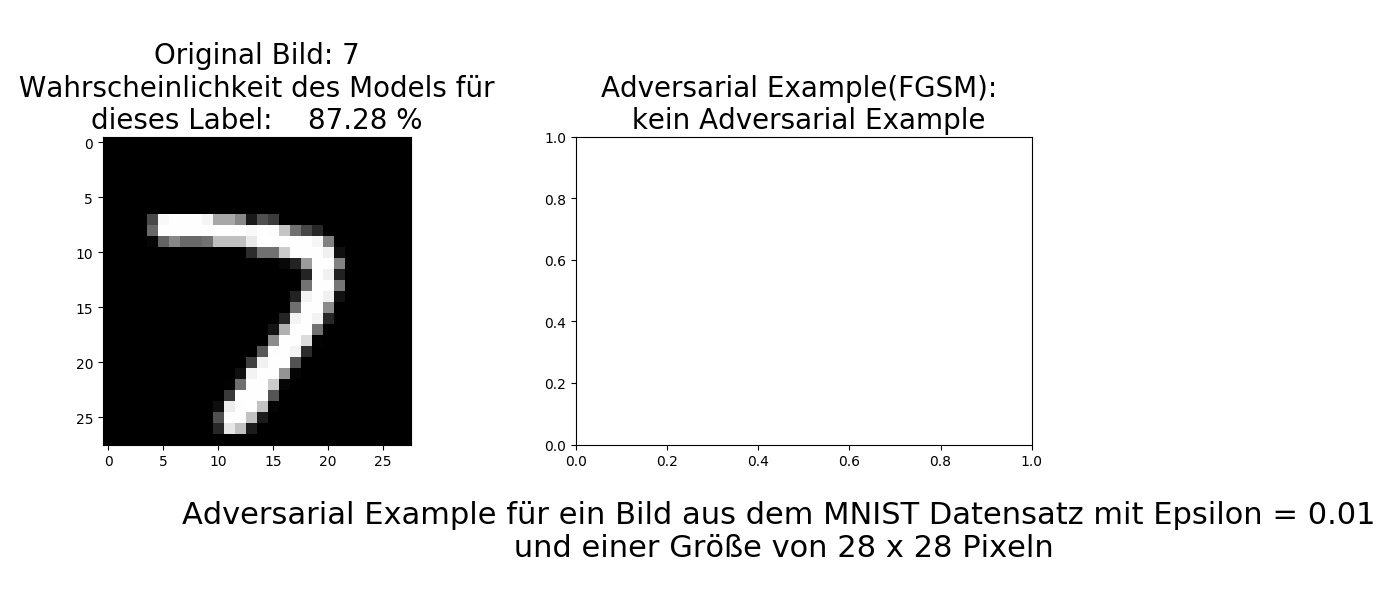 Original Bild: 7
Wahrscheinlichkeit des Models für
dieses Label: 87.28 %
0
5
10
15
20
25
0 5 10 15 20 25
Adversarial Example(FGSM):
kein Adversarial Example
1.0
0.8
0.6
0.4
0.2
0.0
0.0 0.2 0.4 0.6 0.8 1.0
Adversarial Example für ein Bild aus dem MNIST Datensatz mit Epsilon = 0.01
und einer Größe von 28 x 28 Pixeln